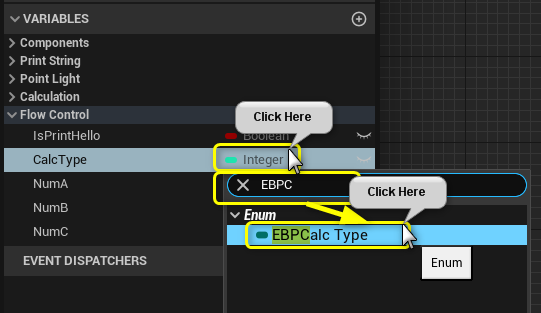 VARIABLES
Components
Print String
Point Light
Calculation
Flow Control
Click Here
IsPrintHello Boolean
CalcType Integer
NumA EBPC
Click Here
NumB Enum
NumC EBPCalc Type
EVENT DISPATCHERS
Enum